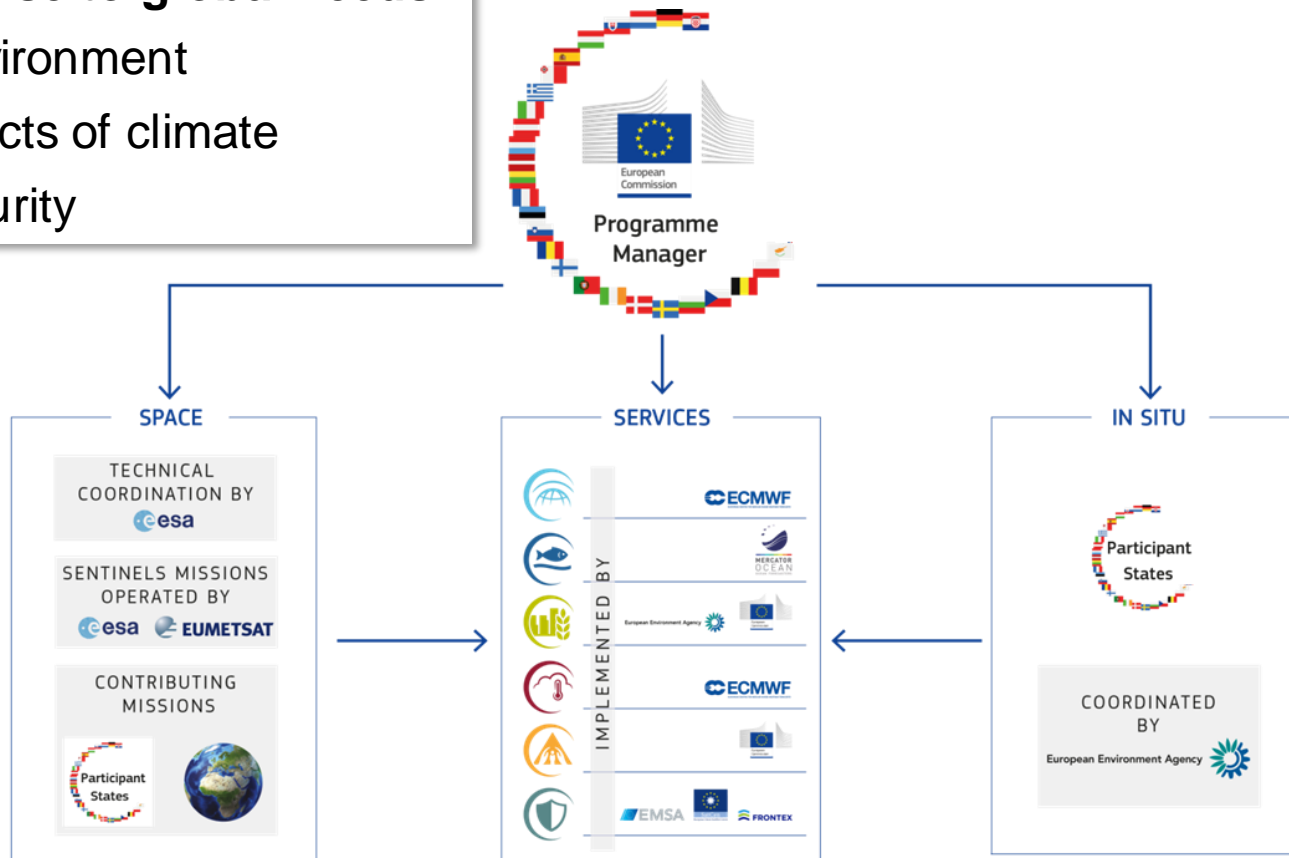 vironment
cts of climate
urity
European
Commission
Programme
Manager
SPACE
TECHNICAL
COORDINATION BY
esa
SENTINELS MISSIONS
OPERATED BY
esa EUMETSAT
CONTRIBUTING
MISSIONS
Participant
States
SERVICES
IMPLEMENTED BY
ECMWF
MERCATOR
OCEAN
European Environment Agency
ECMWF
EMSA
FRONTEX
IN SITU
Participant
States
COORDINATED
BY
European Environment Agency